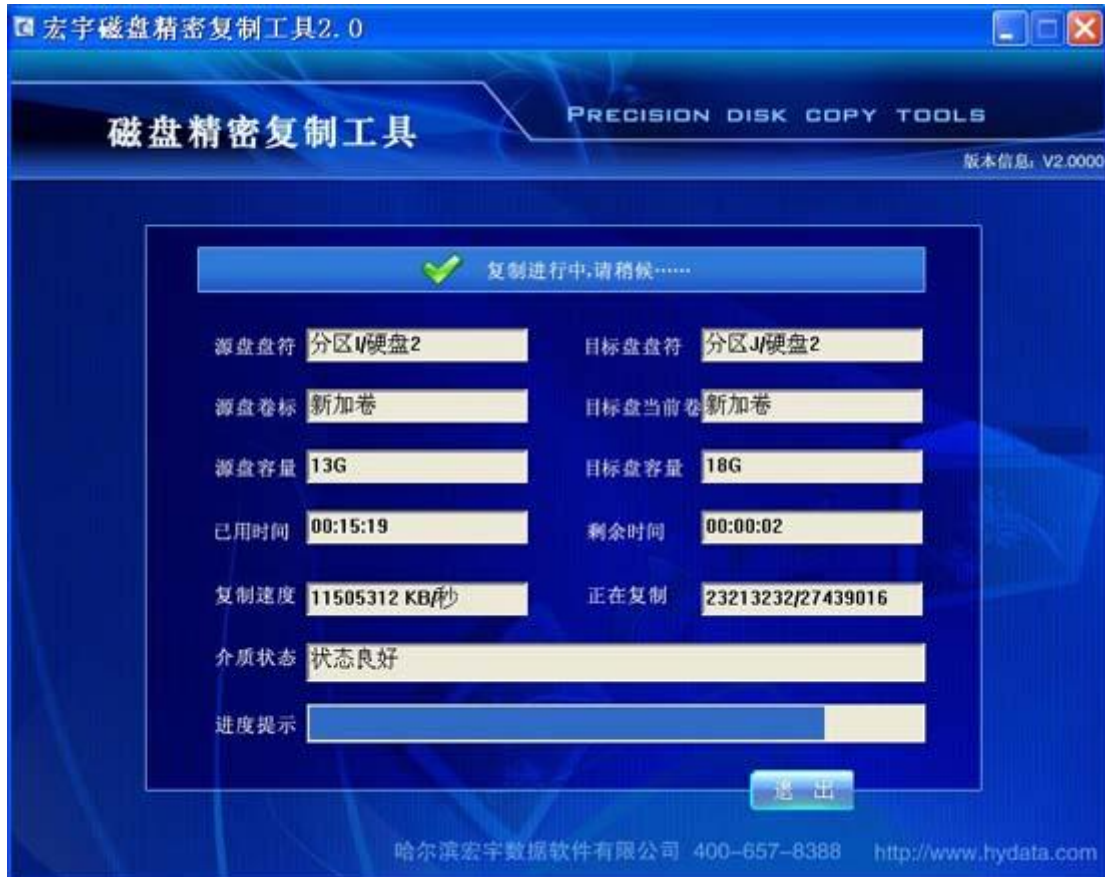 宏宇磁盘精密复制工具2.0
磁盘精密复制工具
PRECISION DISK COPY TOOLS
版本信息: V2.0000
复制进行中,请稍候……
源盘盘符 分区I/硬盘2 目标盘盘符 分区J/硬盘2
源盘卷标 新加卷 目标盘当前卷 新加卷
源盘容量 13G 目标盘容量 18G
已用时间 00:15:19 剩余时间 00:00:02
复制速度 11505312 KB/秒 正在复制 23213232/27439016
介质状态 状态良好
进度提示
退出
哈尔滨宏宇数据软件有限公司 400-657-8388 http://www.hydata.com